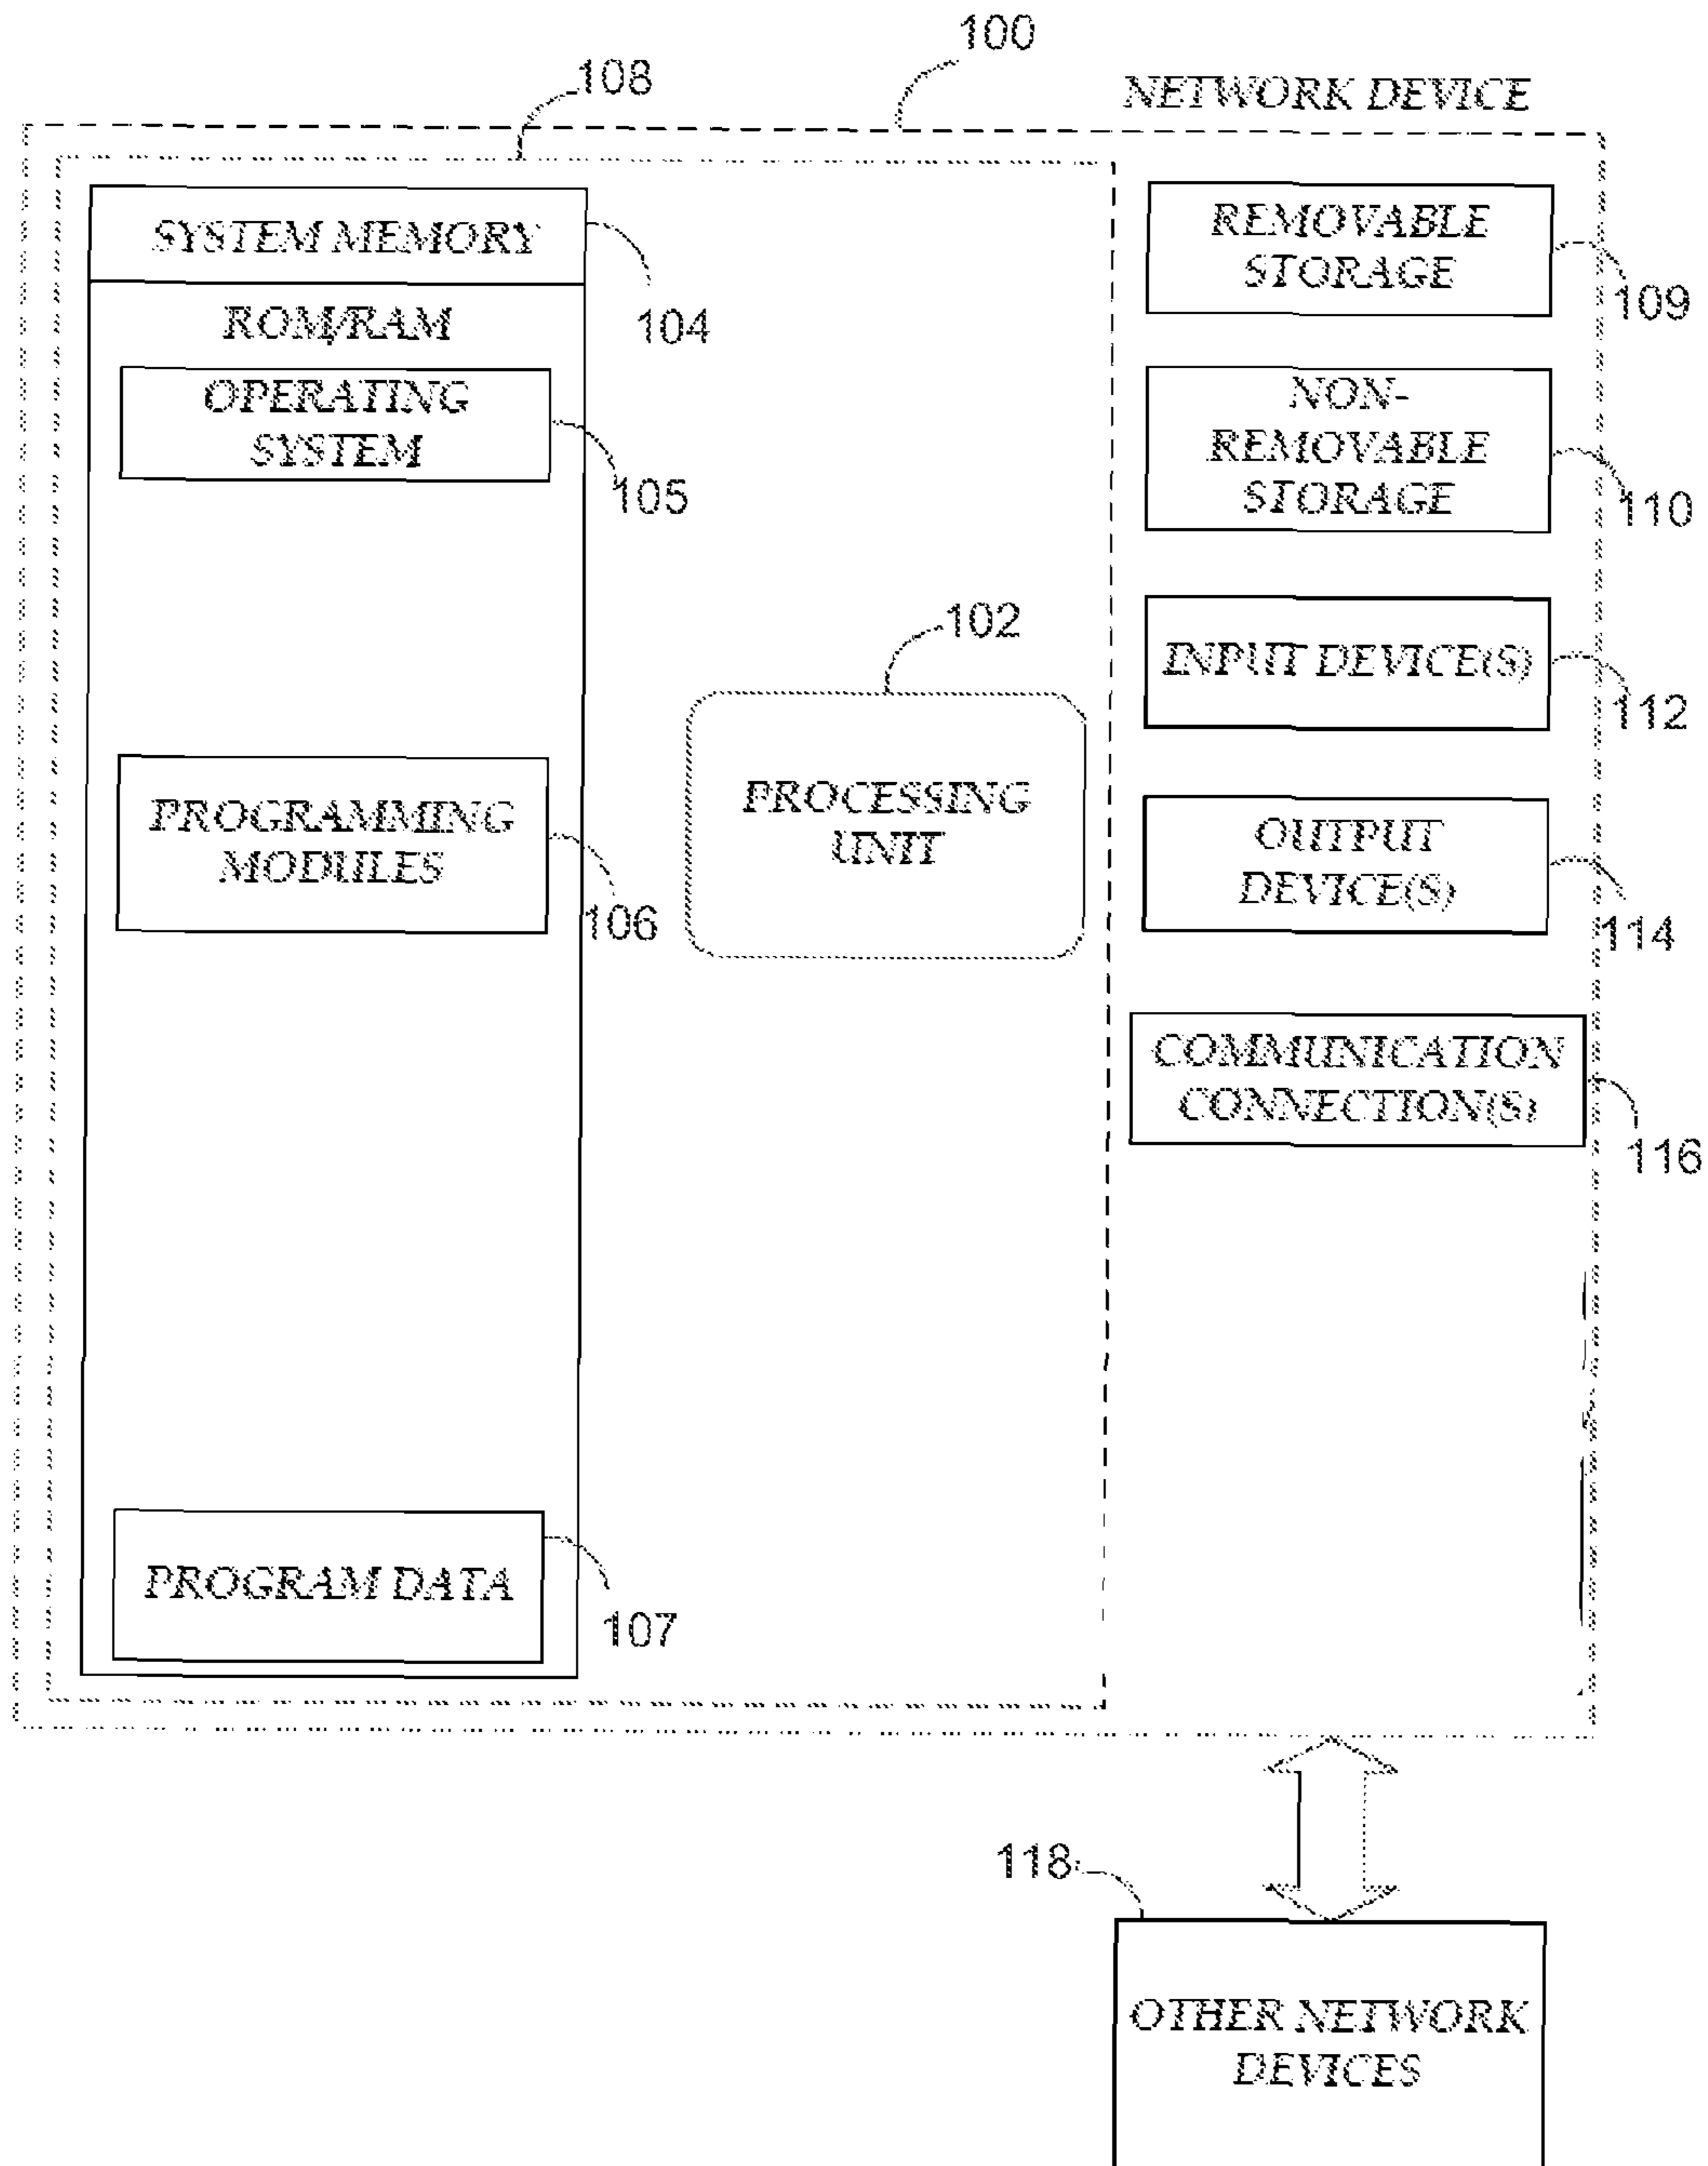 100
NETWORK DEVICE
108
SYSTEM MEMORY
104
ROM/RAM
OPERATING
SYSTEM
105
PROGRAMMING
MODULES
106
PROGRAM DATA
107
102
PROCESSING
UNIT
REMOVABLE
STORAGE
109
NON-
REMOVABLE
STORAGE
110
INPUT DEVICE(S)
112
OUTPUT
DEVICE(S)
114
COMMUNICATION
CONNECTION(S)
116
118
OTHER NETWORK
DEVICES